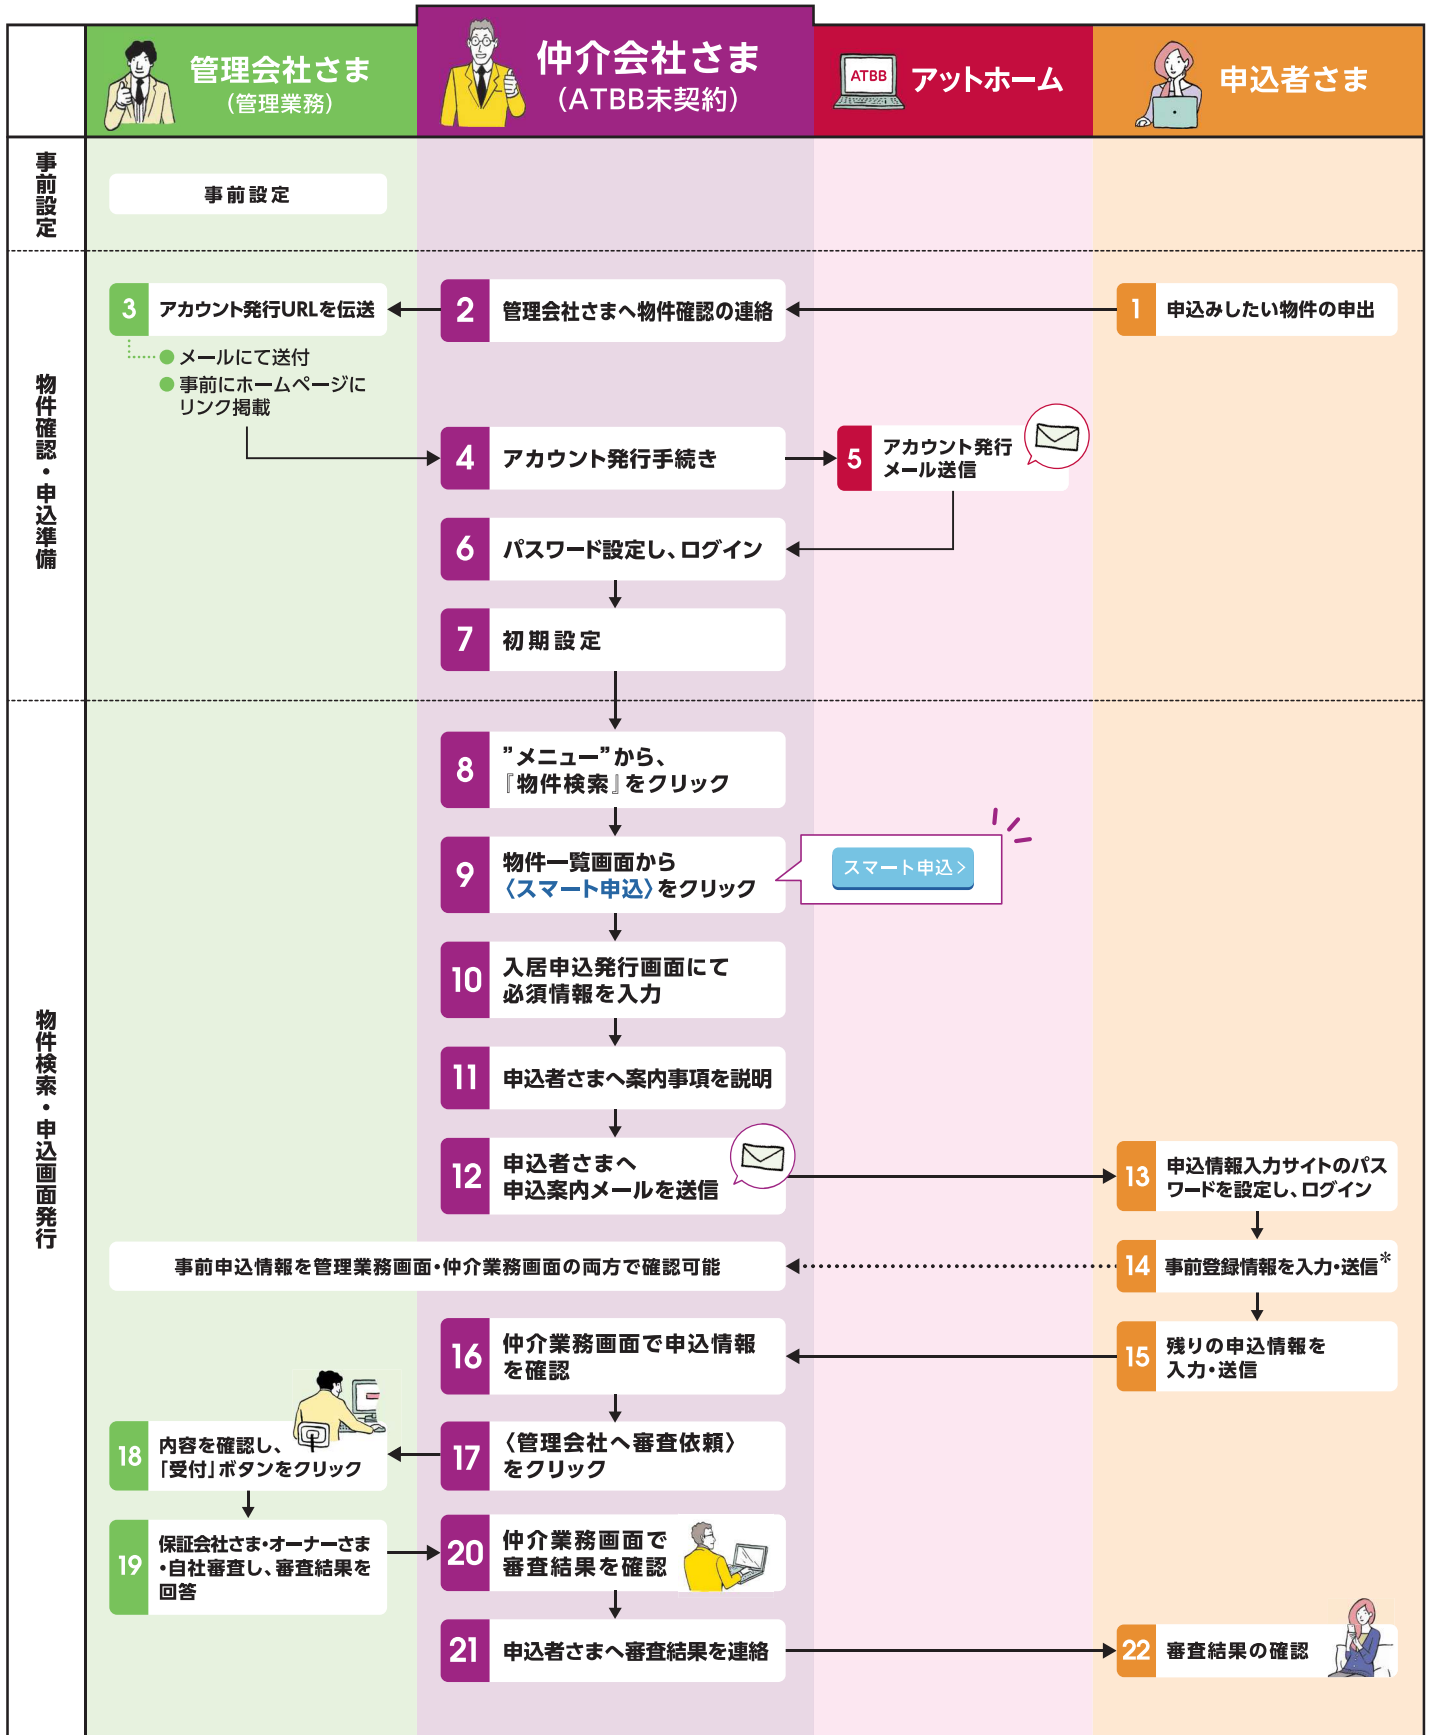 管理会社さま
(管理業務)
仲介会社さま
(ATBB未契約)
ATBB
アットホーム
申込者さま
事前設定
事前設定
物件確認・申込準備
1
申込みしたい物件の申出
2
管理会社さまへ物件確認の連絡
3
アカウント発行URLを伝送
●メールにて送付
●事前にホームページに
リンク掲載
4
アカウント発行手続き
5
アカウント発行
メール送信
6
パスワード設定し、ログイン
7
初期設定
物件検索・申込画面発行
8
”メニュー”から、
『物件検索』をクリック
9
物件一覧画面から
〈スマート申込〉をクリック
スマート申込 >
10
入居申込発行画面にて
必須情報を入力
11
申込者さまへ案内事項を説明
12
申込者さまへ
申込案内メールを送信
13
申込情報入力サイトのパス
ワードを設定し、ログイン
14
事前登録情報を入力・送信*
事前申込情報を管理業務画面・仲介業務画面の両方で確認可能
15
残りの申込情報を
入力・送信
16
仲介業務画面で申込情報
を確認
17
〈管理会社へ審査依頼〉
をクリック
18
内容を確認し、
「受付」ボタンをクリック
19
保証会社さま・オーナーさま
・自社審査し、審査結果を
回答
20
仲介業務画面で
審査結果を確認
21
申込者さまへ審査結果を連絡
22
審査結果の確認